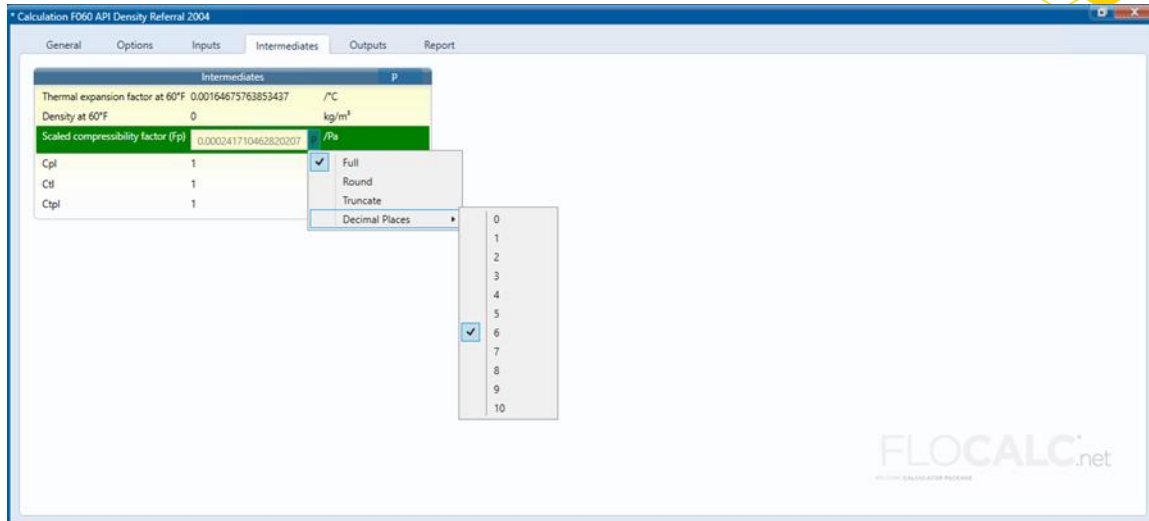 * Calculation F060 API Density Referral 2004
General Options Inputs Intermediates Outputs Report
Intermediates P
Thermal expansion factor at 60°F 0.00164675763853437 /°C
Density at 60°F 0 kg/m³
Scaled compressibility factor (Fp) 0.000241710462820207 P /Pa
Cpl 1
Ctl 1
Ctpl 1
Full
Round
Truncate
Decimal Places
0
1
2
3
4
5
6
7
8
9
10
FLOCALC.net
CALCULATOR PACKAGE